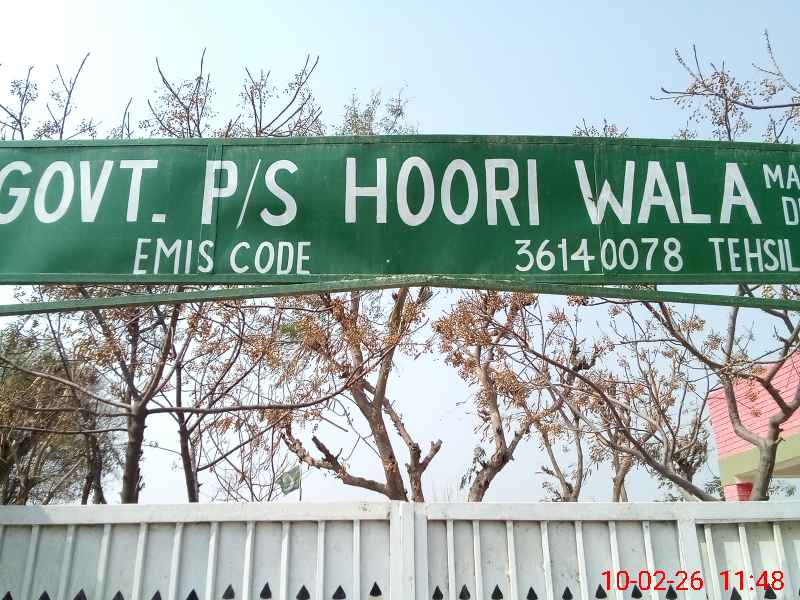 GOVT. P/S HOORI WALA
EMIS CODE 36140078 TEHSIL
10-02-26 11:48